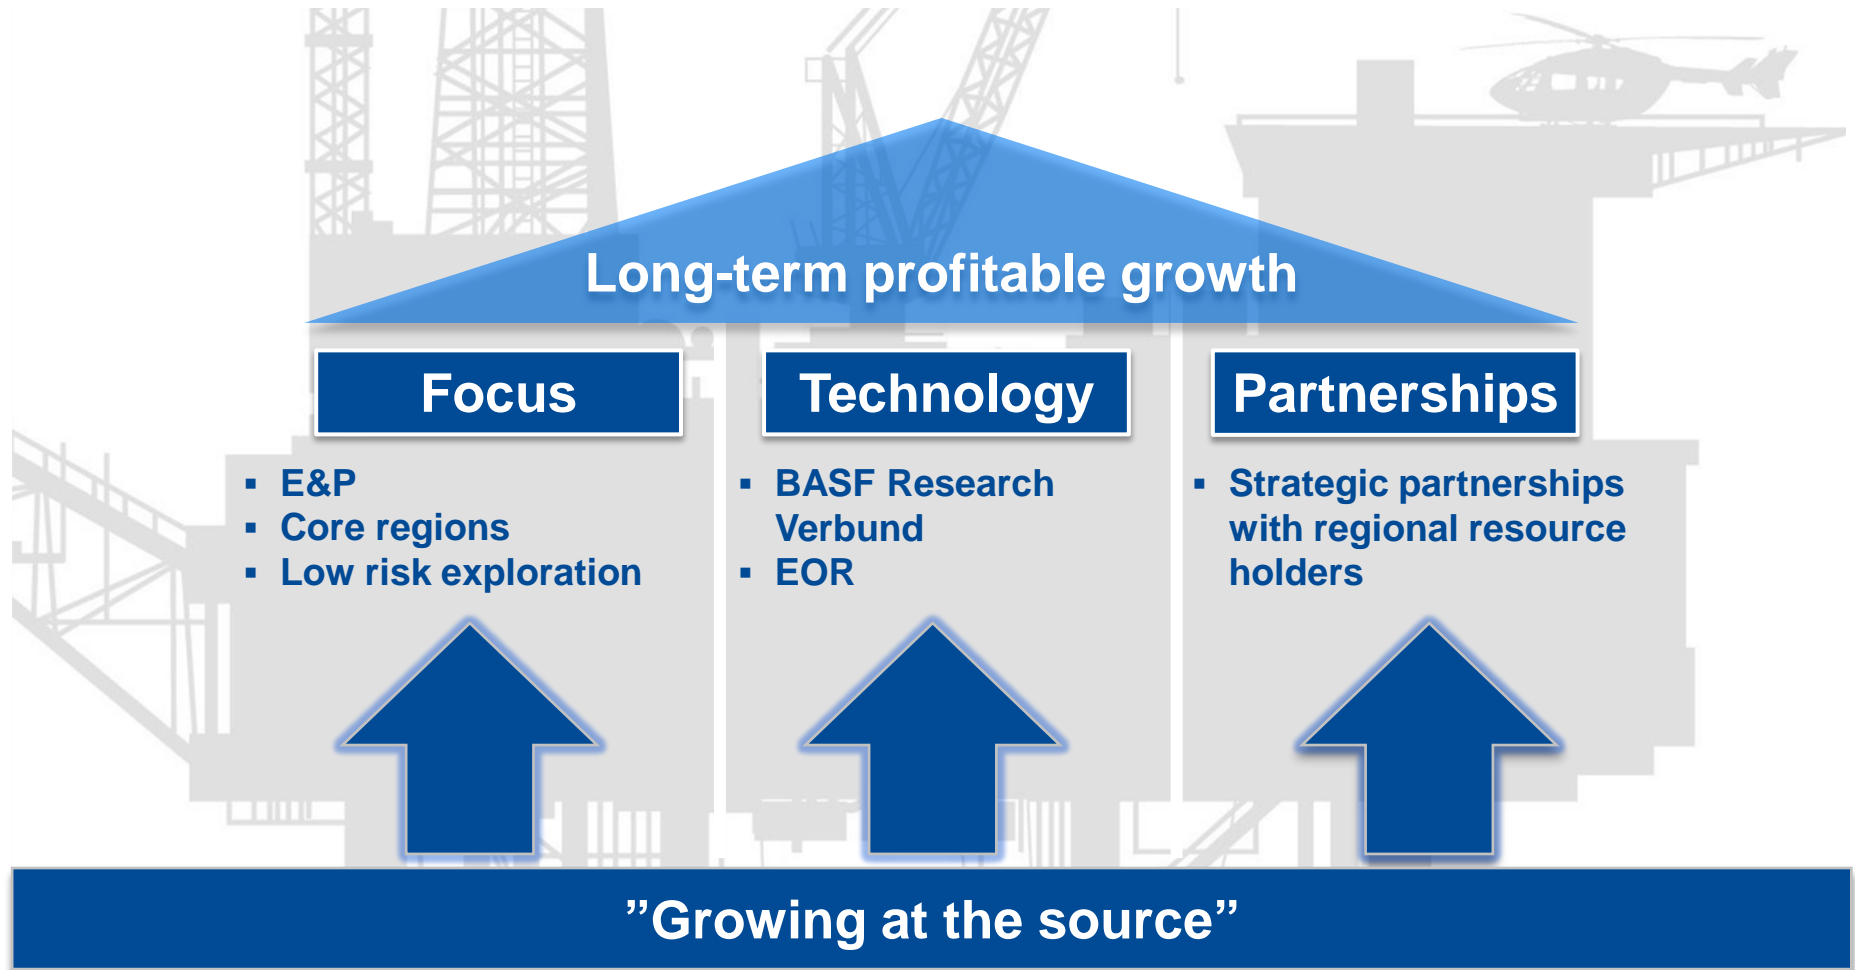 Long-term profitable growth
Focus
▪ E&P
▪ Core regions
▪ Low risk exploration
Technology
▪ BASF Research
Verbund
▪ EOR
Partnerships
▪ Strategic partnerships
with regional resource
holders
”Growing at the source”